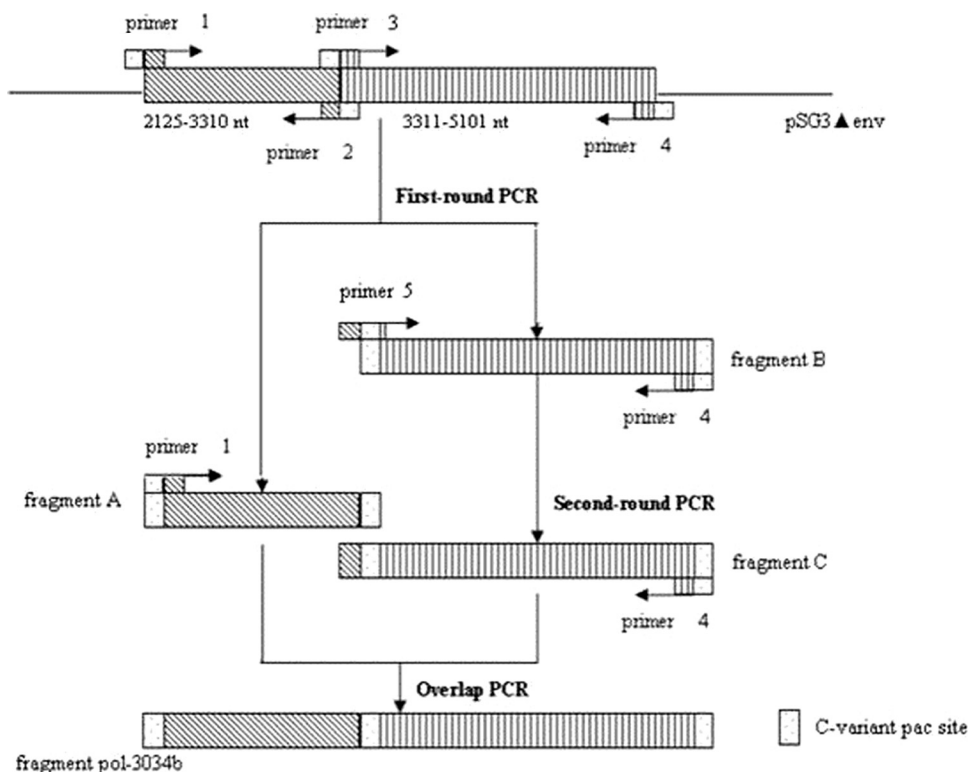 primer 1
primer 3
2125-3310 nt
3311-5101 nt
pSG3▲env
primer 2
primer 4
First-round PCR
primer 5
fragment B
primer 4
primer 1
fragment A
Second-round PCR
fragment C
primer 4
Overlap PCR
C-variant pac site
fragment pol-3034b